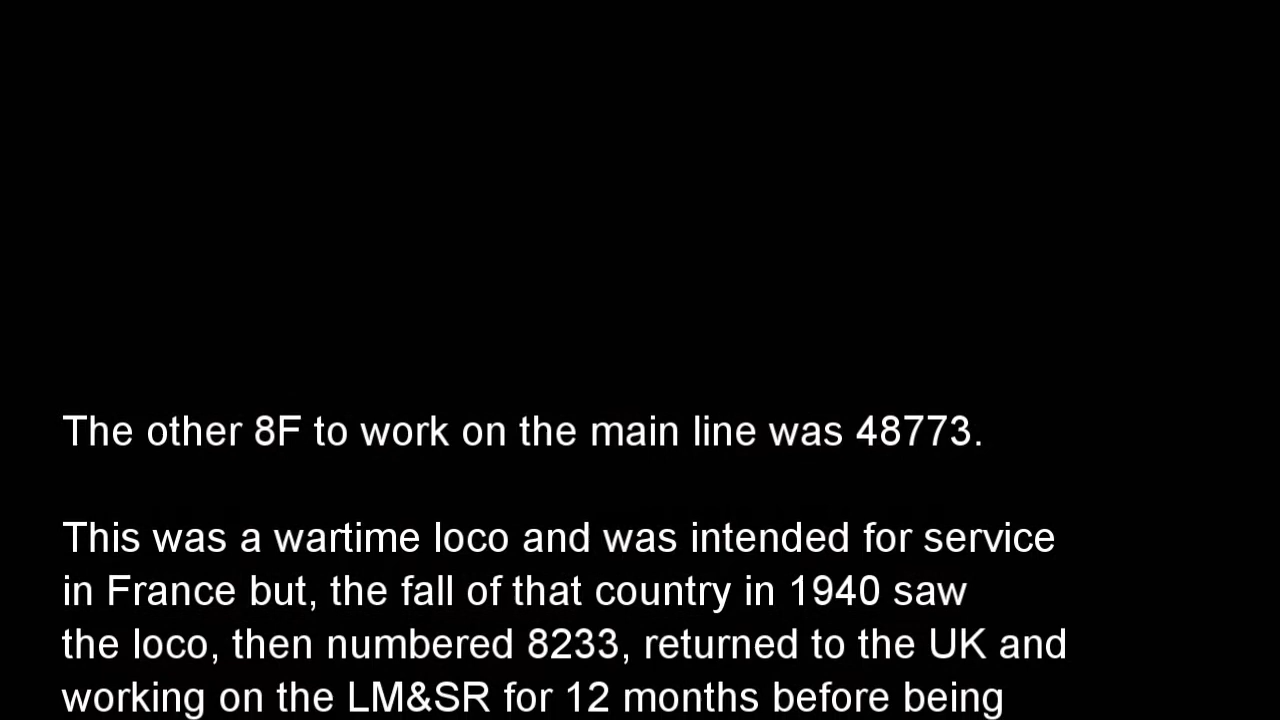 The other 8F to work on the main line was 48773.
This was a wartime loco and was intended for service
in France but, the fall of that country in 1940 saw
the loco, then numbered 8233, returned to the UK and
working on the LM&SR for 12 months before being